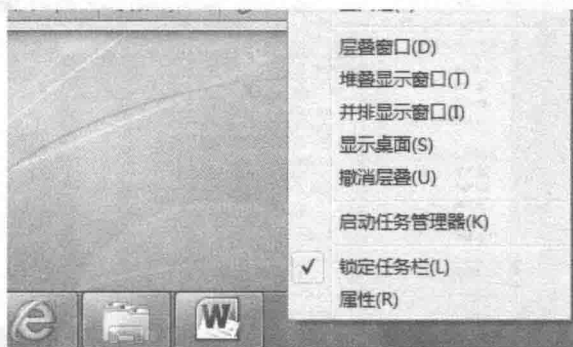 层叠窗口(D)
堆叠显示窗口(T)
并排显示窗口(I)
显示桌面(S)
撤消层叠(U)
启动任务管理器(K)
✓ 锁定任务栏(L)
属性(R)
W